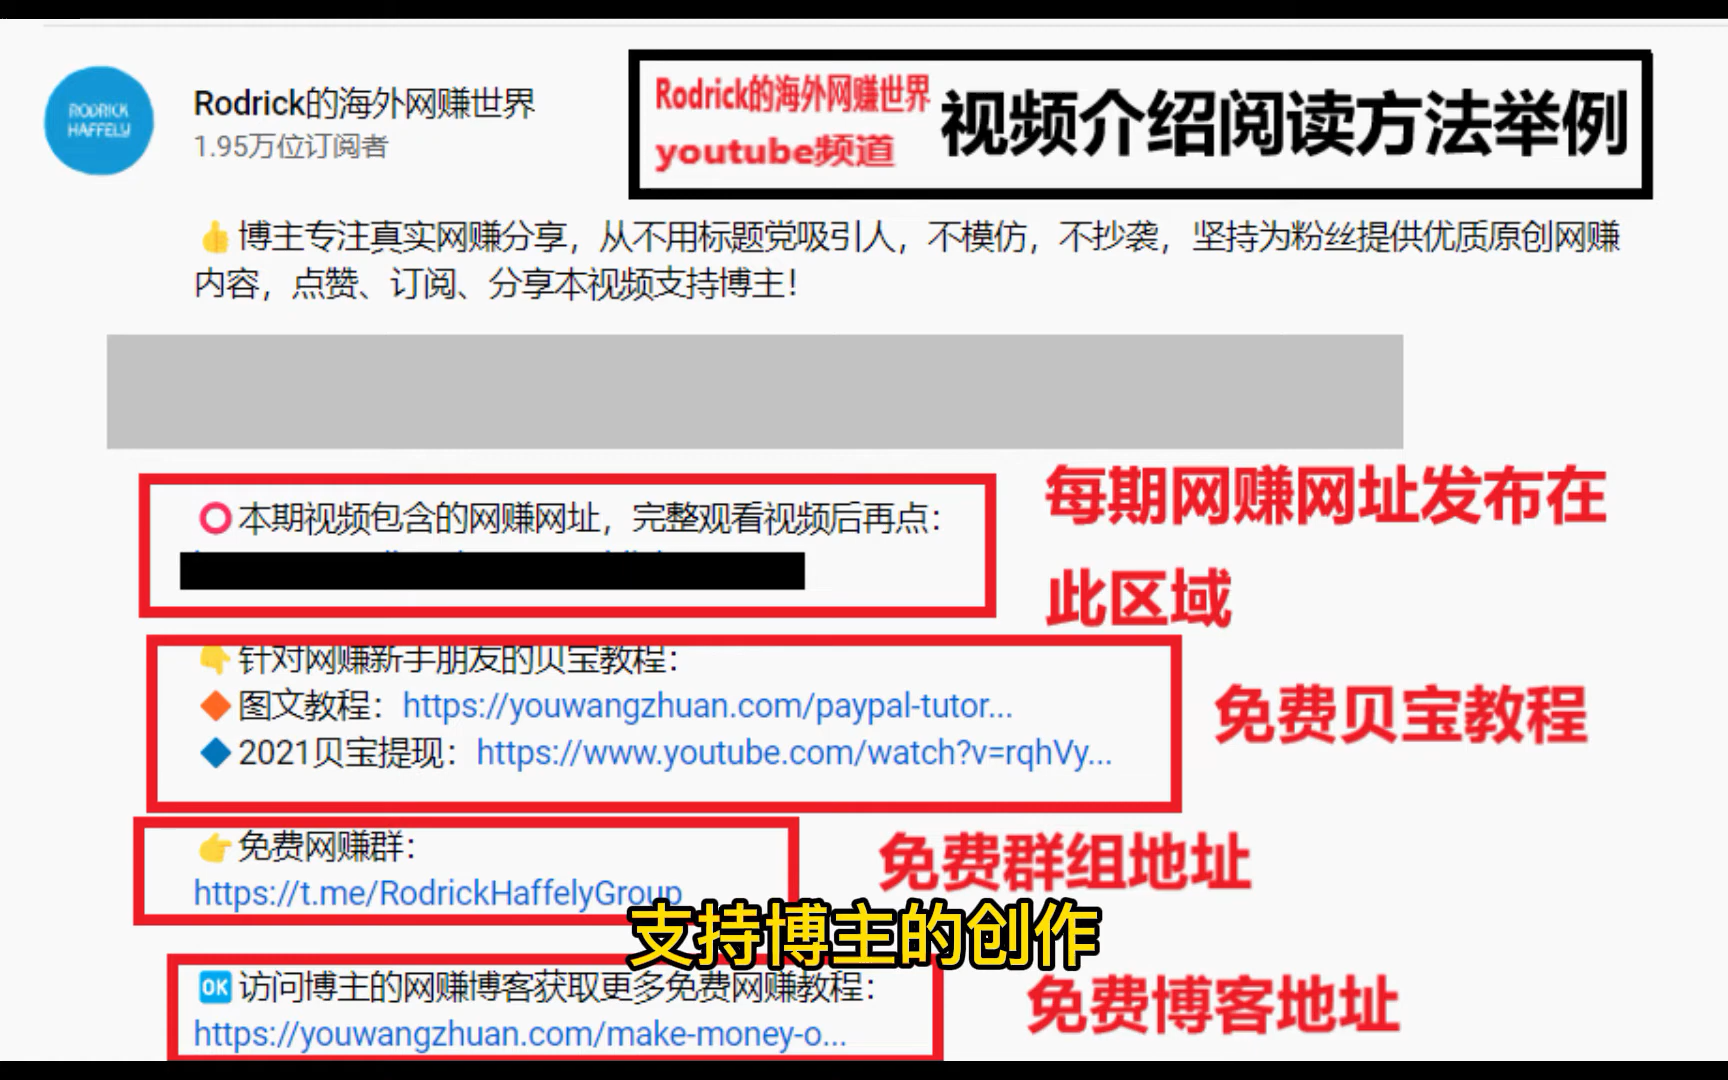 RODRICK
HAFFELY
Rodrick的海外网赚世界
1.95万位订阅者
Rodrick的海外网赚世界
youtube频道
视频介绍阅读方法举例
👍博主专注真实网赚分享，从不用标题党吸引人，不模仿，不抄袭，坚持为粉丝提供优质原创网赚
内容，点赞、订阅、分享本视频支持博主！
⭕本期视频包含的网赚网址，完整观看视频后再点：
每期网赚网址发布在
此区域
👇针对网赚新手朋友的贝宝教程：
🔶图文教程：https://youwangzhuan.com/paypal-tutor...
🔷2021贝宝提现：https://www.youtube.com/watch?v=rqhVy...
免费贝宝教程
👉免费网赚群：
https://t.me/RodrickHaffelyGroup
免费群组地址
支持博主的创作
🆗访问博主的网赚博客获取更多免费网赚教程：
https://youwangzhuan.com/make-money-o...
免费博客地址